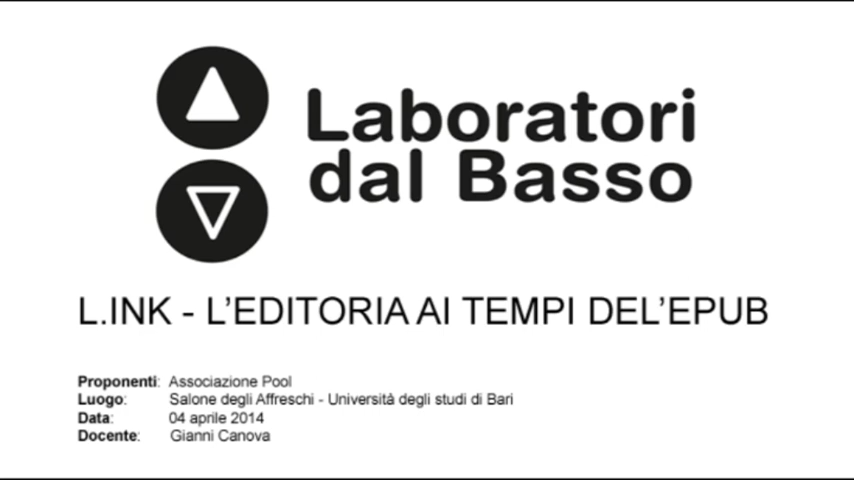 Laboratori
dal Basso
L.INK - L'EDITORIA AI TEMPI DEL'EPUB
Proponenti: Associazione Pool
Luogo: Salone degli Affreschi - Università degli studi di Bari
Data: 04 aprile 2014
Docente: Gianni Canova